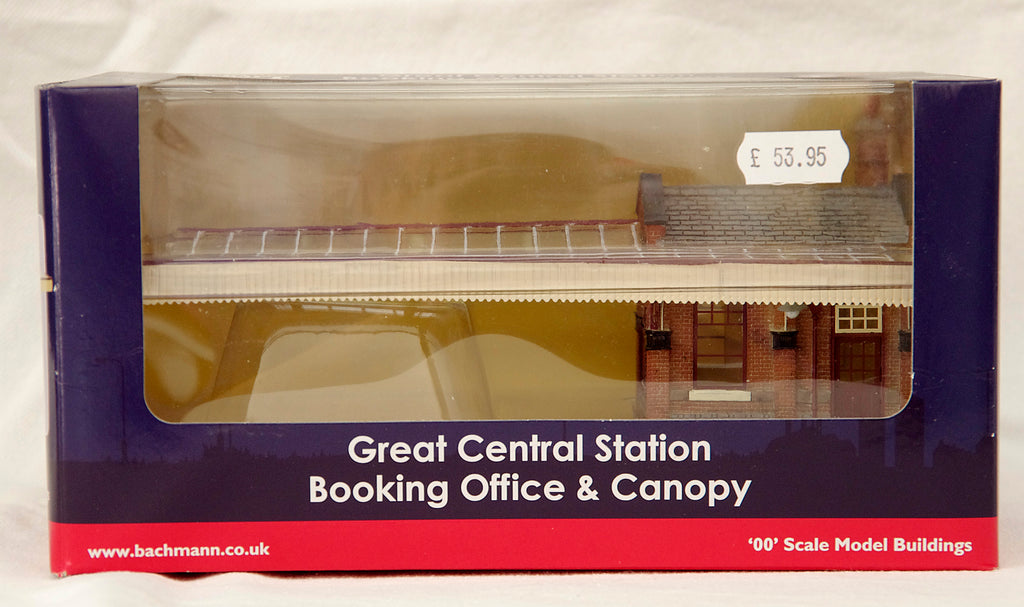 £ 53.95
Great Central Station
Booking Office & Canopy
www.bachmann.co.uk
'00' Scale Model Buildings